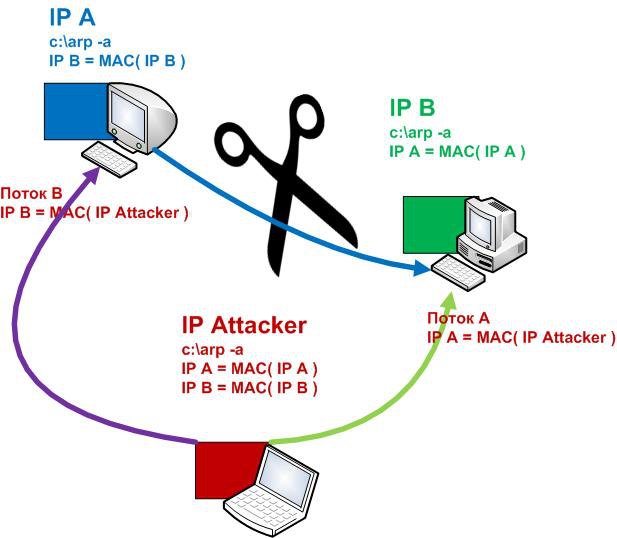 IP A
c:\arp -a
IP B = MAC( IP B )
IP B
c:\arp -a
IP A = MAC( IP A )
Поток B
IP B = MAC( IP Attacker )
IP Attacker
c:\arp -a
IP A = MAC( IP A )
IP B = MAC( IP B )
Поток A
IP A = MAC( IP Attacker )